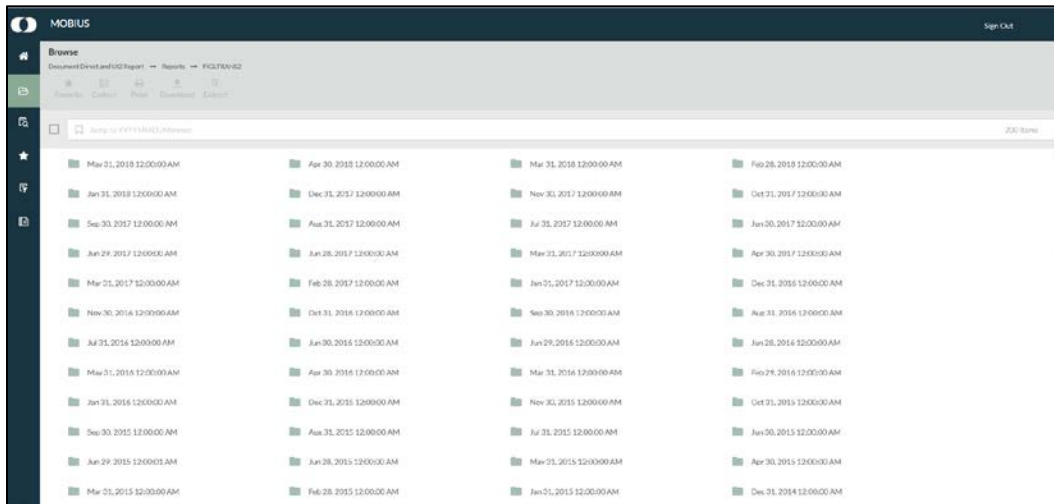 MOBIUS Sign Out
Browse
DocumentDirect and IX2 Report → Reports →
Favorite Collect Print Download Extract
Jump to YYYYMMDDHHmmss 200 Items
May 31, 2018 12:00:00 AM Apr 30, 2018 12:00:00 AM Mar 31, 2018 12:00:00 AM Feb 28, 2018 12:00:00 AM
Jan 31, 2018 12:00:00 AM Dec 31, 2017 12:00:00 AM Nov 30, 2017 12:00:00 AM Oct 31, 2017 12:00:00 AM
Sep 30, 2017 12:00:00 AM Aug 31, 2017 12:00:00 AM Jul 31, 2017 12:00:00 AM Jun 30, 2017 12:00:00 AM
Jun 29, 2017 12:00:00 AM Jun 28, 2017 12:00:00 AM May 31, 2017 12:00:00 AM Apr 30, 2017 12:00:00 AM
Mar 31, 2017 12:00:00 AM Feb 28, 2017 12:00:00 AM Jan 31, 2017 12:00:00 AM Dec 31, 2016 12:00:00 AM
Nov 30, 2016 12:00:00 AM Oct 31, 2016 12:00:00 AM Sep 30, 2016 12:00:00 AM Aug 31, 2016 12:00:00 AM
Jul 31, 2016 12:00:00 AM Jun 30, 2016 12:00:00 AM Jun 29, 2016 12:00:00 AM Jun 28, 2016 12:00:00 AM
May 31, 2016 12:00:00 AM Apr 30, 2016 12:00:00 AM Mar 31, 2016 12:00:00 AM Feb 29, 2016 12:00:00 AM
Jan 31, 2016 12:00:00 AM Dec 31, 2015 12:00:00 AM Nov 30, 2015 12:00:00 AM Oct 31, 2015 12:00:00 AM
Sep 30, 2015 12:00:00 AM Aug 31, 2015 12:00:00 AM Jul 31, 2015 12:00:00 AM Jun 30, 2015 12:00:00 AM
Jun 29, 2015 12:00:01 AM Jun 28, 2015 12:00:00 AM May 31, 2015 12:00:00 AM Apr 30, 2015 12:00:00 AM
Mar 31, 2015 12:00:00 AM Feb 28, 2015 12:00:00 AM Jan 31, 2015 12:00:00 AM Dec 31, 2014 12:00:00 AM